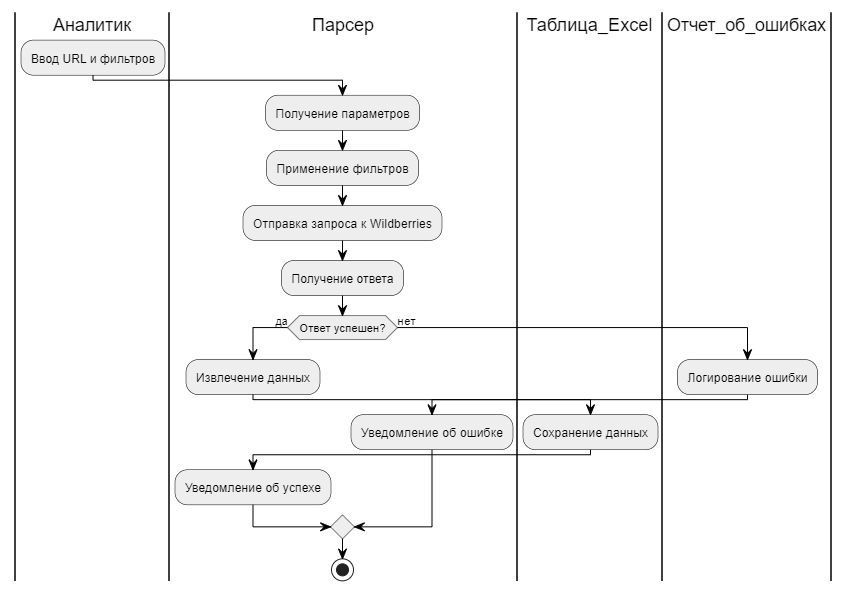 Аналитик
Парсер
Таблица_Excel
Отчет_об_ошибках
Ввод URL и фильтров
Получение параметров
Применение фильтров
Отправка запроса к Wildberries
Получение ответа
да
Ответ успешен?
нет
Извлечение данных
Логирование ошибки
Уведомление об ошибке
Сохранение данных
Уведомление об успехе